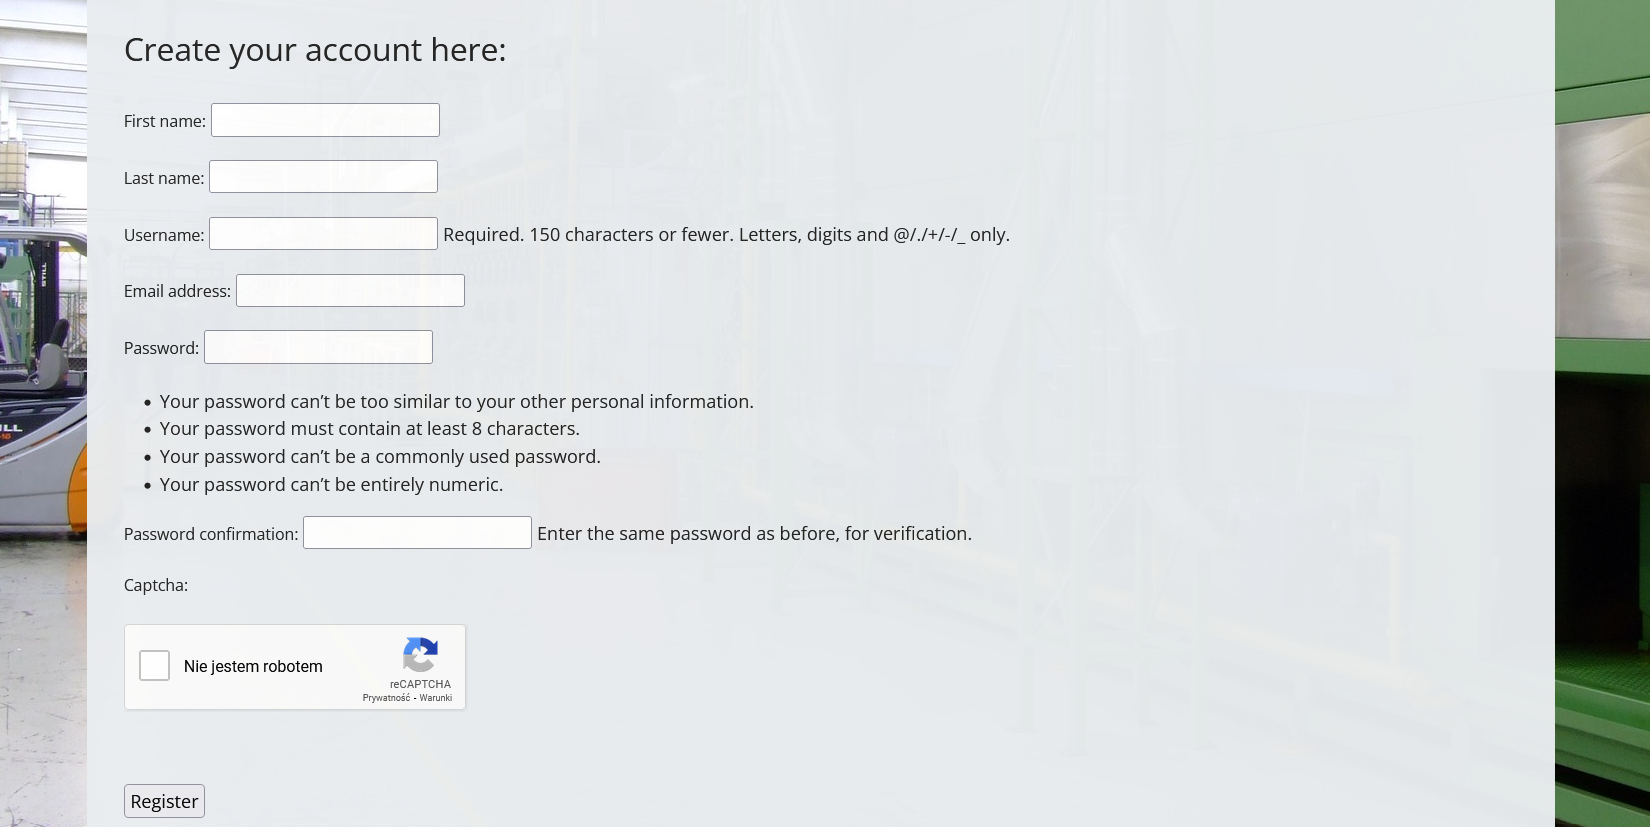 Create your account here:
First name:
Last name:
Username: Required. 150 characters or fewer. Letters, digits and @/./+/-/_ only.
Email address:
Password:
Your password can’t be too similar to your other personal information.
Your password must contain at least 8 characters.
Your password can’t be a commonly used password.
Your password can’t be entirely numeric.
Password confirmation: Enter the same password as before, for verification.
Captcha:
Nie jestem robotem
reCAPTCHA
Prywatność - Warunki
Register
STILL